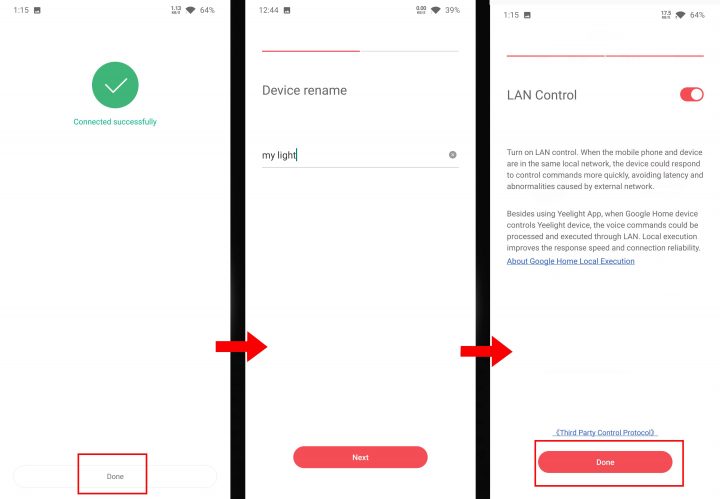 1:15
1.13
KB/S
64%
Connected successfully
Done
12:44
0.00
KB/S
39%
Device rename
my light
Next
1:15
17.5
KB/S
64%
LAN Control
Turn on LAN control. When the mobile phone and device
are in the same local network, the device could respond
to control commands more quickly, avoiding latency and
abnormalities caused by external network.
Besides using Yeelight App, when Google Home device
controls Yeelight device, the voice commands could be
processed and executed through LAN. Local execution
improves the response speed and connection reliability.
About Google Home Local Execution
《Third Party Control Protocol》
Done